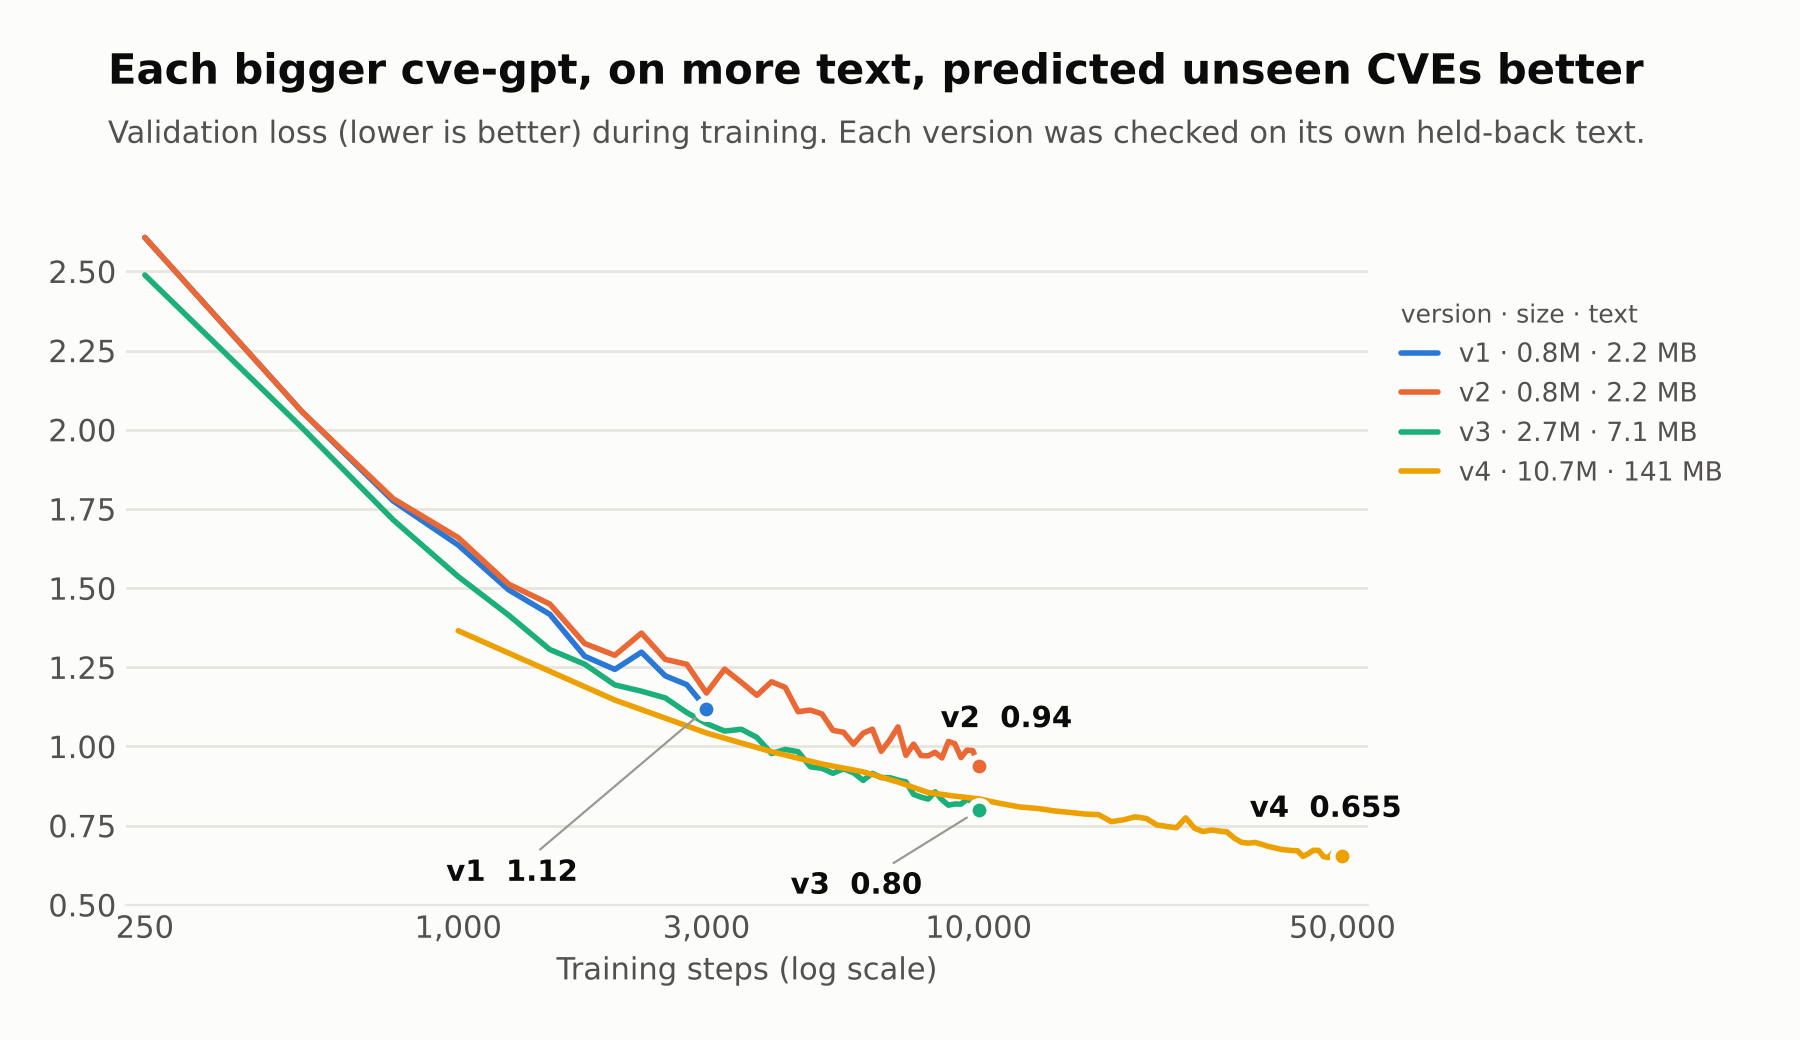 Each bigger cve-gpt, on more text, predicted unseen CVEs better
Validation loss (lower is better) during training. Each version was checked on its own held-back text.
2.50
2.25
2.00
1.75
1.50
1.25
1.00
0.75
0.50
version · size · text
v1 · 0.8M · 2.2 MB
v2 · 0.8M · 2.2 MB
v3 · 2.7M · 7.1 MB
v4 · 10.7M · 141 MB
v2 0.94
v4 0.655
v1 1.12
v3 0.80
250 1,000 3,000 10,000 50,000
Training steps (log scale)